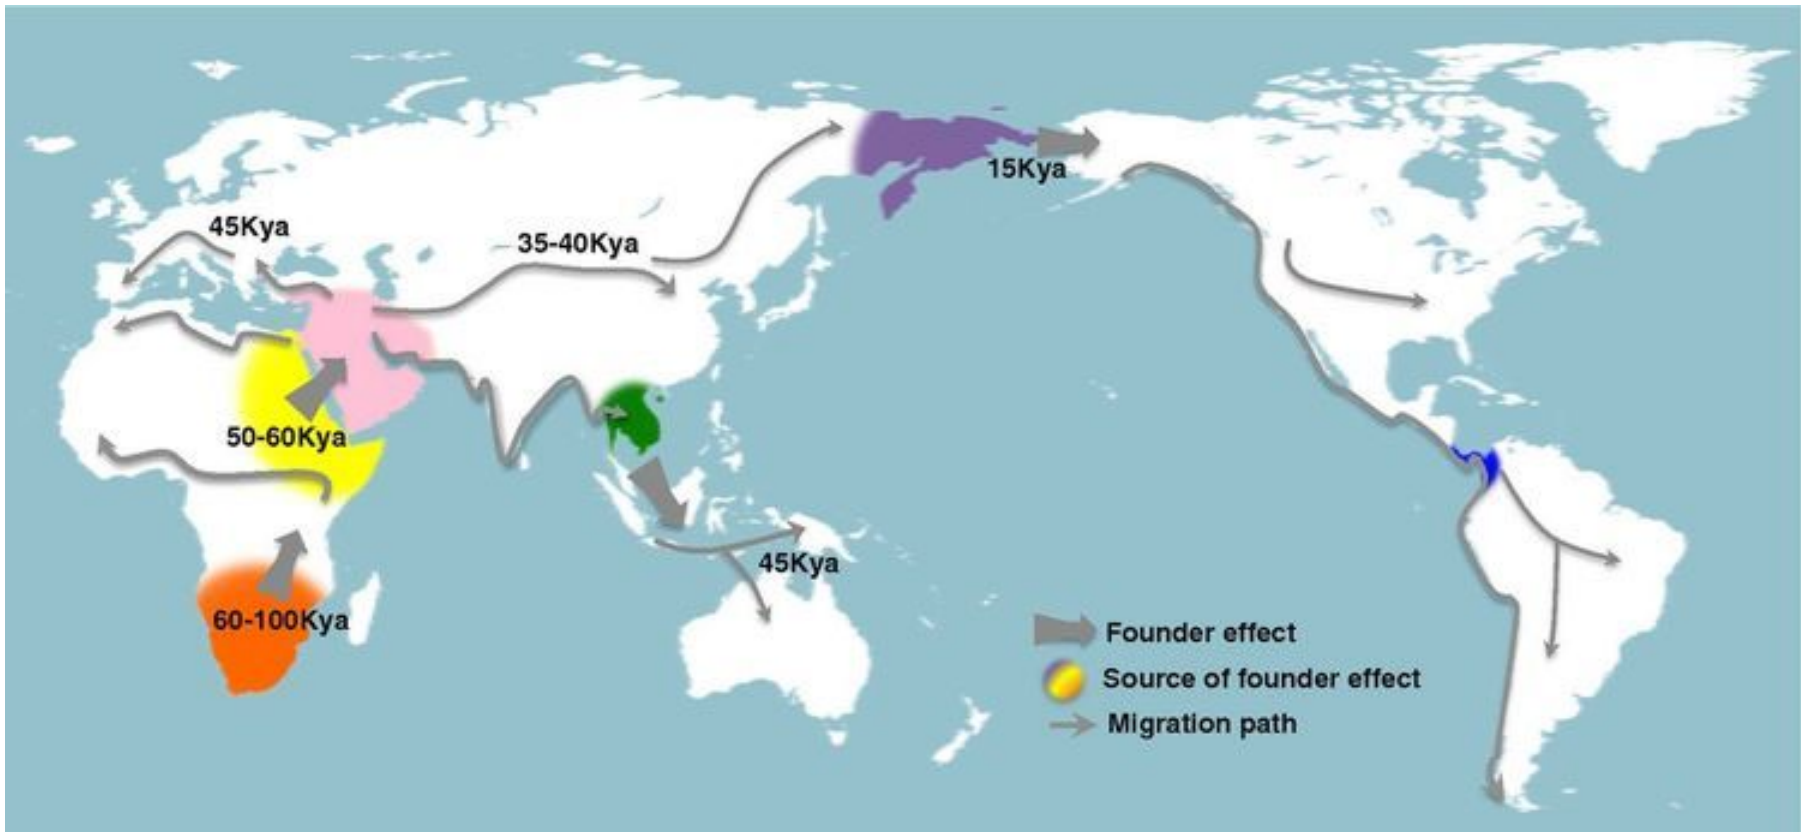 15Kya
45Kya
35-40Kya
50-60Kya
45Kya
60-100Kya
Founder effect
Source of founder effect
Migration path